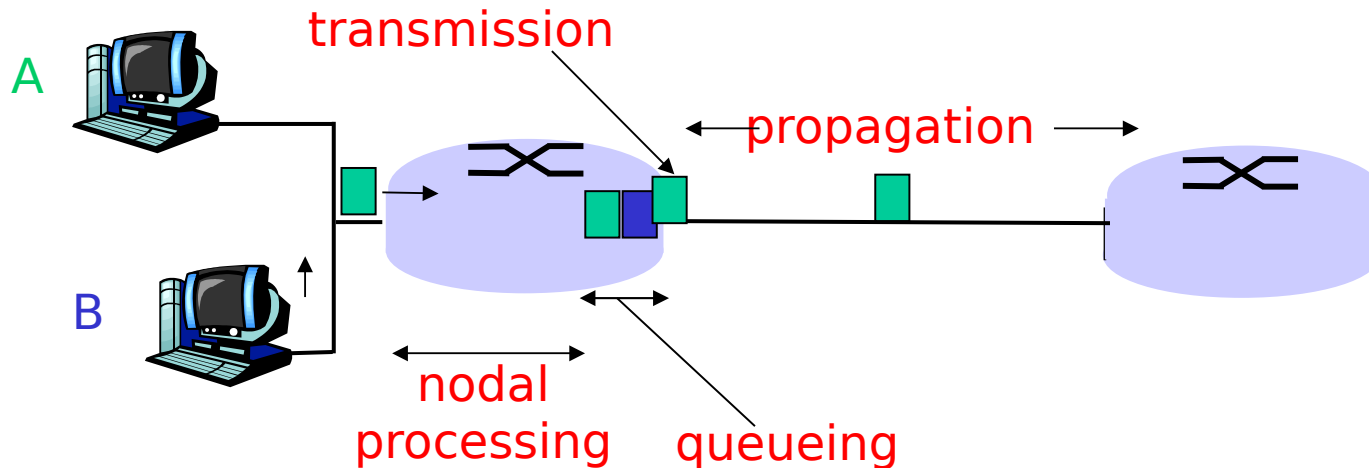 transmission
A
propagation
B
nodal
processing
queueing